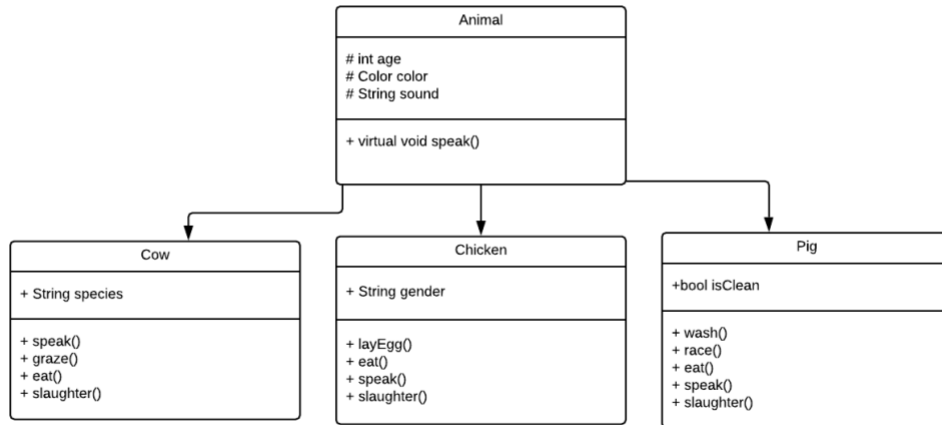 Animal
# int age
# Color color
# String sound
+ virtual void speak()
Cow
+ String species
+ speak()
+ graze()
+ eat()
+ slaughter()
Chicken
+ String gender
+ layEgg()
+ eat()
+ speak()
+ slaughter()
Pig
+bool isClean
+ wash()
+ race()
+ eat()
+ speak()
+ slaughter()